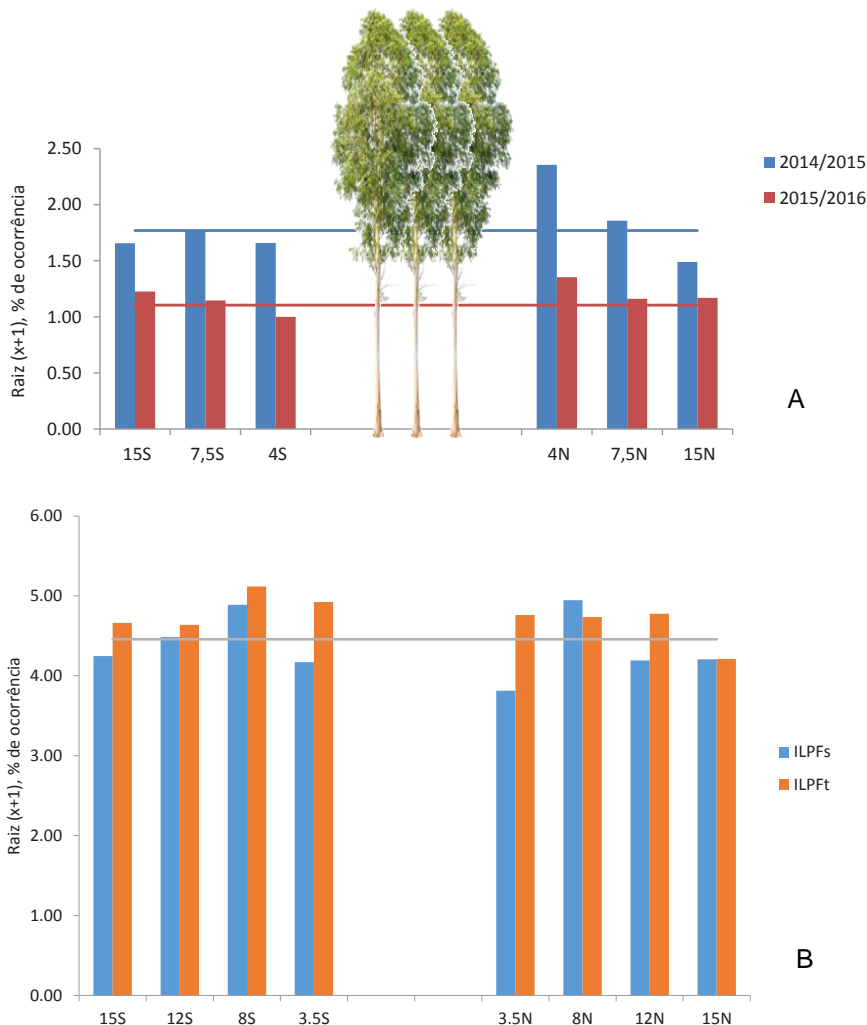 2.50
2.00
1.50
1.00
0.50
0.00
Raiz (x+1), % de ocorrência
15S 7,5S 4S 4N 7,5N 15N
2014/2015
2015/2016
A
6.00
5.00
4.00
3.00
2.00
1.00
0.00
Raiz (x+1), % de ocorrência
15S 12S 8S 3.5S 3.5N 8N 12N 15N
ILPFs
ILPFt
B